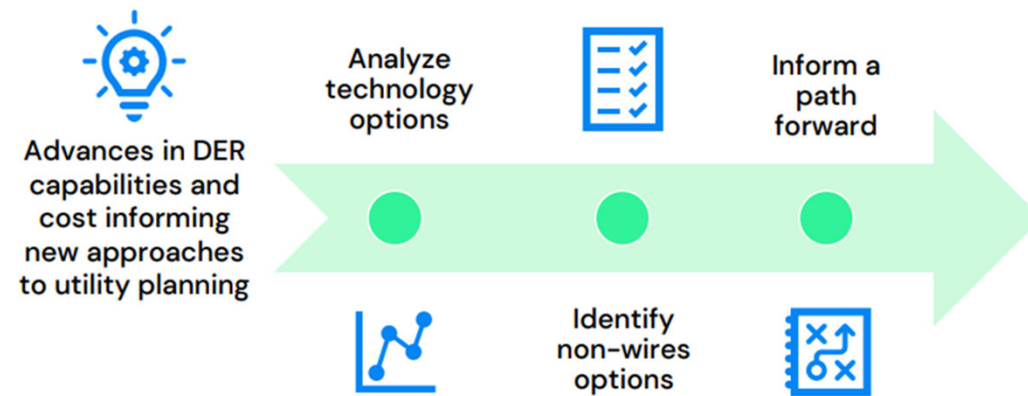 Advances in DER
capabilities and
cost informing
new approaches
to utility planning
Analyze
technology
options
Identify
non-wires
options
Inform a
path
forward